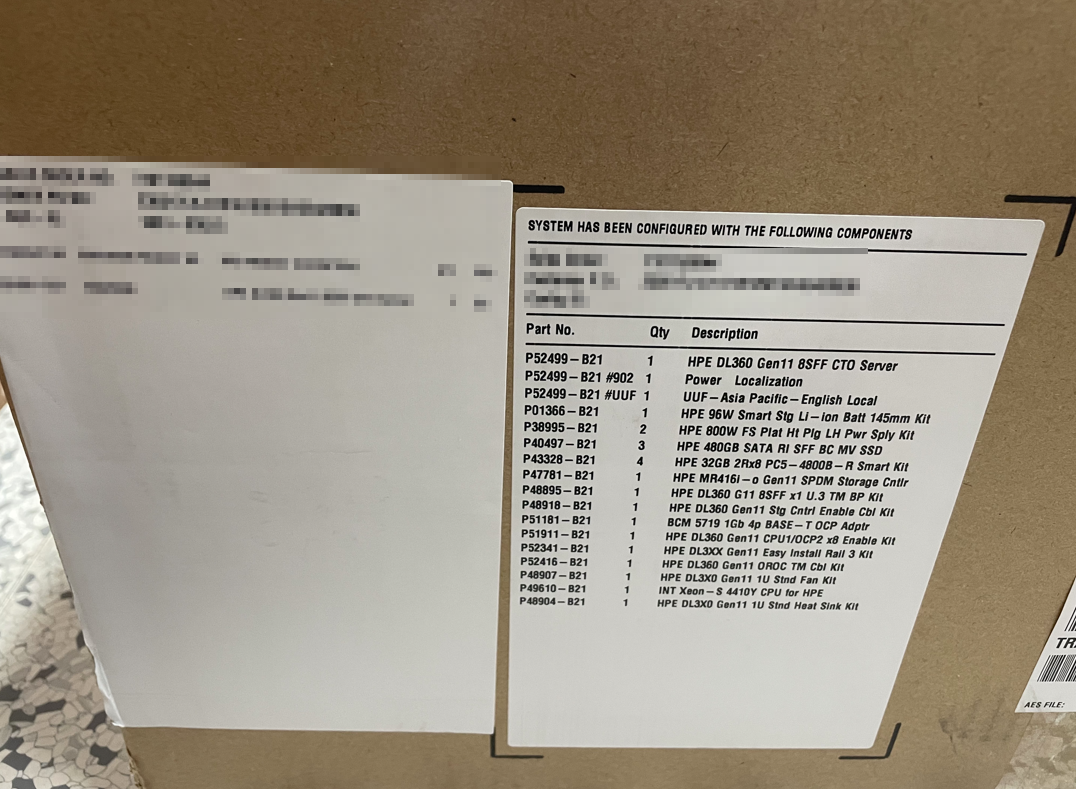 SYSTEM HAS BEEN CONFIGURED WITH THE FOLLOWING COMPONENTS
Part No. Qty Description
P52499-B21 1 HPE DL360 Gen11 8SFF CTO Server
P52499-B21 #902 1 Power Localization
P52499-B21 #UUF 1 UUF-Asia Pacific-English Local
P01366-B21 1 HPE 96W Smart Stg Li-ion Batt 145mm Kit
P38995-B21 2 HPE 800W FS Plat Ht Plg LH Pwr Sply Kit
P40497-B21 3 HPE 480GB SATA RI SFF BC MV SSD
P43328-B21 4 HPE 32GB 2Rx8 PC5-4800B-R Smart Kit
P47781-B21 1 HPE MR416i-o Gen11 SPDM Storage Cntlr
P48895-B21 1 HPE DL360 G11 8SFF x1 U.3 TM BP Kit
P48918-B21 1 HPE DL360 Gen11 Stg Cntrl Enable Cbl Kit
P51181-B21 1 BCM 5719 1Gb 4p BASE-T OCP Adptr
P51911-B21 1 HPE DL360 Gen11 CPU1/OCP2 x8 Enable Kit
P52341-B21 1 HPE DL3XX Gen11 Easy Install Rail 3 Kit
P52416-B21 1 HPE DL360 Gen11 OROC TM Cbl Kit
P48907-B21 1 HPE DL3X0 Gen11 1U Stnd Fan Kit
P49610-B21 1 INT Xeon-S 4410Y CPU for HPE
P48904-B21 1 HPE DL3X0 Gen11 1U Stnd Heat Sink Kit
AES FILE: